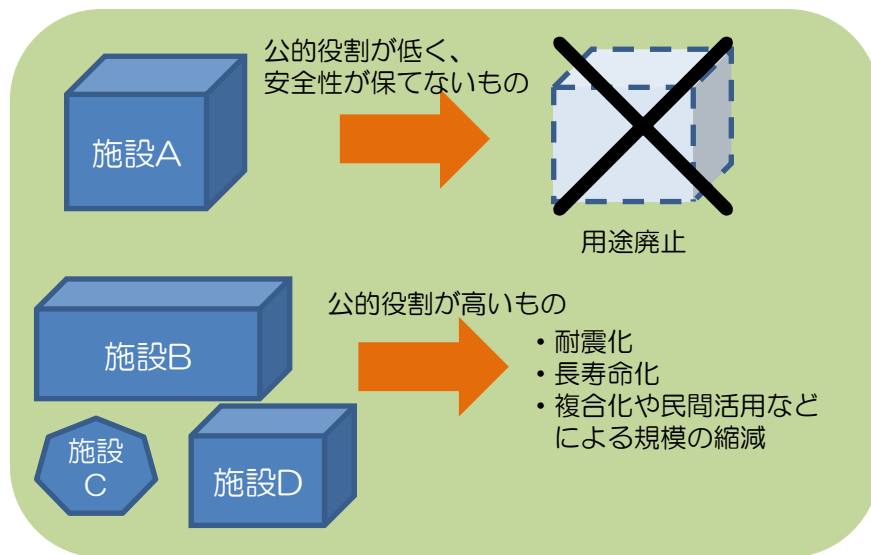 公的役割が低く、
安全性が保てないもの
施設A
用途廃止
公的役割が高いもの
施設B
施設
C
施設D
・耐震化
・長寿命化
・複合化や民間活用など
による規模の縮減